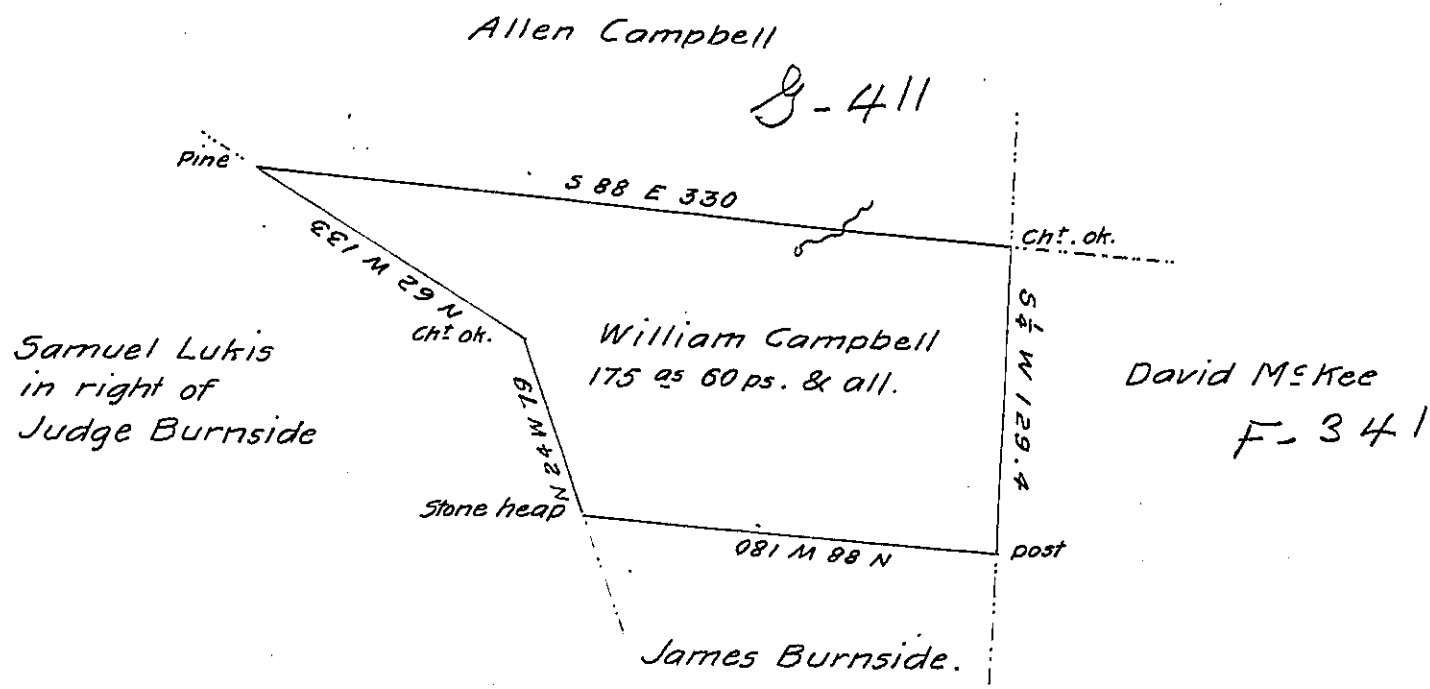 Allen Campbell
G-411
Pine
S 88 E 330
Cht. ok.
N 62 W 133
Cht ok.
William Campbell
175 as 60 ps. & all.
S ¼ W 129.4
Samuel Lukis
in right of
Judge Burnside
David McKee
F-341
N 24 W 79
Stone heap
N 88 W 180
post
James Burnside.